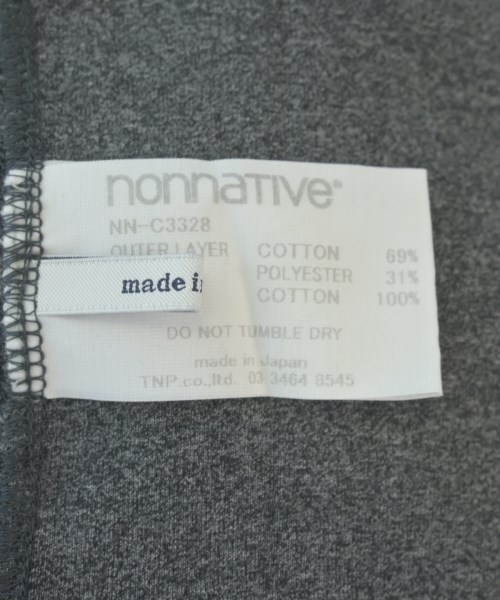 nonnative®
NN-C3328
OUTER LAYER COTTON 69%
POLYESTER 31%
COTTON 100%
made in
DO NOT TUMBLE DRY
made in Japan
TNP.co.,ltd. 03 3464 8545